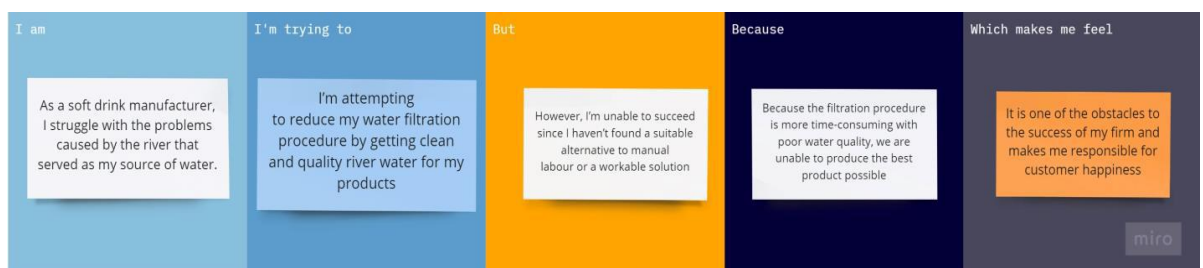 I am
As a soft drink manufacturer,
I struggle with the problems
caused by the river that
served as my source of water.
I'm trying to
I'm attempting
to reduce my water filtration
procedure by getting clean
and quality river water for my
products
But
However, I'm unable to succeed
since I haven't found a suitable
alternative to manual
labour or a workable solution
Because
Because the filtration procedure
is more time-consuming with
poor water quality, we are
unable to produce the best
product possible
Which makes me feel
It is one of the obstacles to
the success of my firm and
makes me responsible for
customer happiness
miro